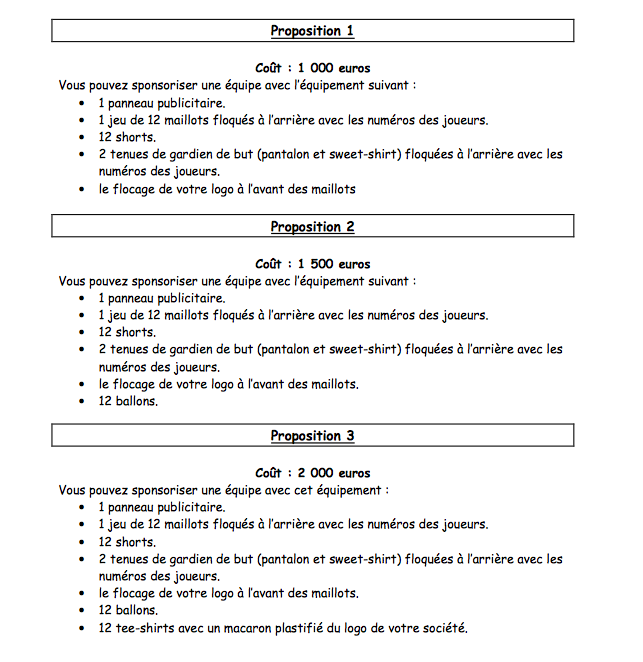 Proposition 1
Coût : 1 000 euros
Vous pouvez sponsoriser une équipe avec l'équipement suivant :
• 1 panneau publicitaire.
• 1 jeu de 12 maillots floqués à l'arrière avec les numéros des joueurs.
• 12 shorts.
• 2 tenues de gardien de but (pantalon et sweet-shirt) floquées à l'arrière avec les
numéros des joueurs.
• le flocage de votre logo à l'avant des maillots
Proposition 2
Coût : 1 500 euros
Vous pouvez sponsoriser une équipe avec l'équipement suivant :
• 1 panneau publicitaire.
• 1 jeu de 12 maillots floqués à l'arrière avec les numéros des joueurs.
• 12 shorts.
• 2 tenues de gardien de but (pantalon et sweet-shirt) floquées à l'arrière avec les
numéros des joueurs.
• le flocage de votre logo à l'avant des maillots.
• 12 ballons.
Proposition 3
Coût : 2 000 euros
Vous pouvez sponsoriser une équipe avec cet équipement :
• 1 panneau publicitaire.
• 1 jeu de 12 maillots floqués à l'arrière avec les numéros des joueurs.
• 12 shorts.
• 2 tenues de gardien de but (pantalon et sweet-shirt) floquées à l'arrière avec les
numéros des joueurs.
• le flocage de votre logo à l'avant des maillots.
• 12 ballons.
• 12 tee-shirts avec un macaron plastifié du logo de votre société.